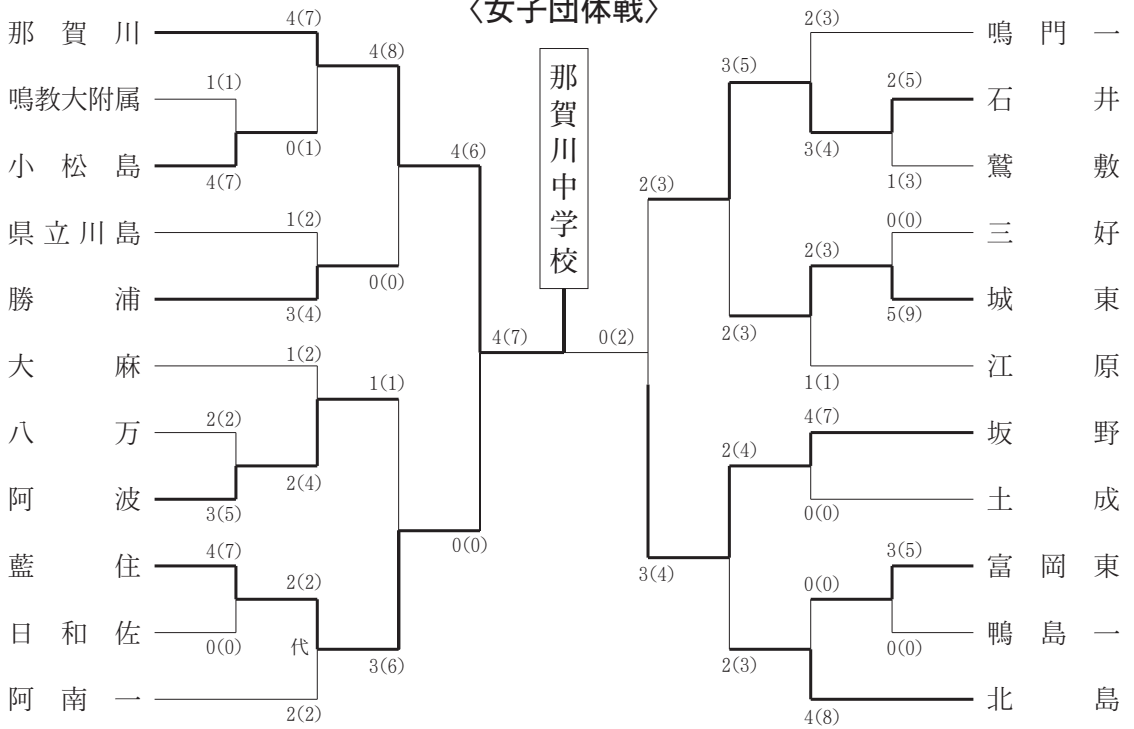 〈女子団体戦〉
那賀川中学校
那賀川
鳴教大附属
小松島
県立川島
勝浦
大麻
八万
阿波
藍住
日和佐
阿南一
4(7)
1(1)
4(7)
0(1)
4(8)
1(2)
3(4)
0(0)
4(6)
1(2)
2(2)
3(5)
2(4)
1(1)
4(7)
0(0)
2(2)
代
2(2)
3(6)
0(0)
4(7)
0(2)
2(3)
3(5)
2(3)
2(5)
1(3)
3(4)
0(0)
5(9)
2(3)
1(1)
2(3)
4(7)
0(0)
2(4)
3(4)
3(5)
0(0)
0(0)
4(8)
2(3)
鳴門一
石井
鷲敷
三好
城東
江原
坂野
土成
富岡東
鴨島一
北島